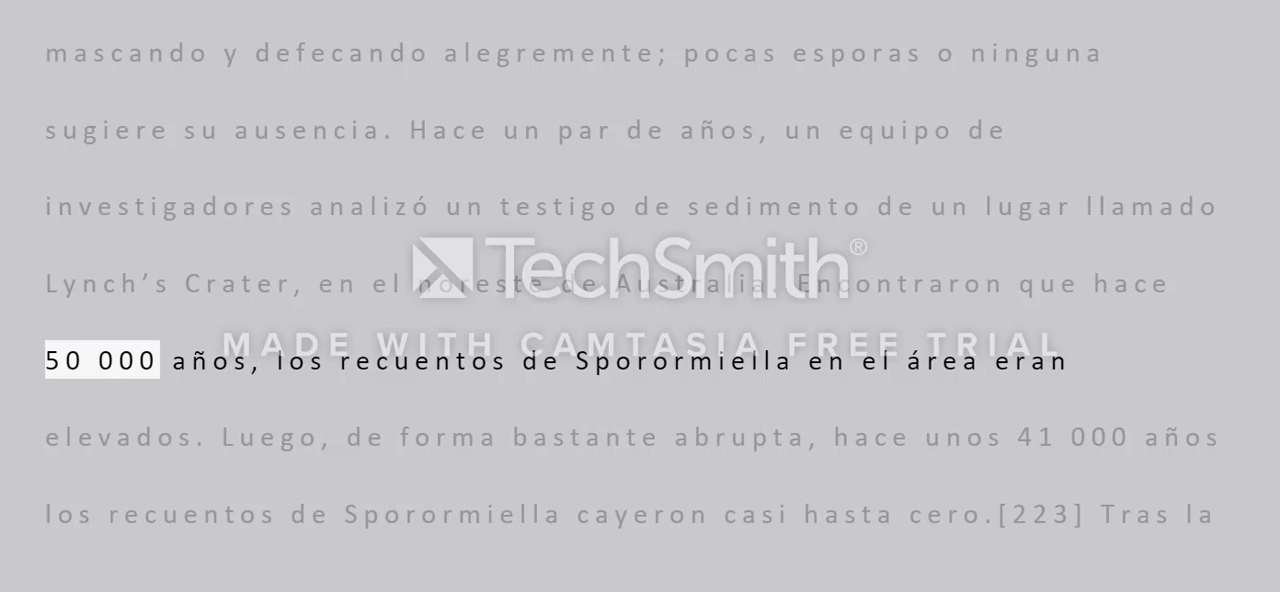 mascando y defecando alegremente; pocas esporas o ninguna
sugiere su ausencia. Hace un par de años, un equipo de
investigadores analizó un testigo de sedimento de un lugar llamado
TechSmith®
Lynch’s Crater, en el noreste de Australia. Encontraron que hace
MADE WITH CAMTASIA FREE TRIAL
50 000 años, los recuentos de Sporormiella en el área eran
elevados. Luego, de forma bastante abrupta, hace unos 41 000 años
los recuentos de Sporormiella cayeron casi hasta cero.[223] Tras la